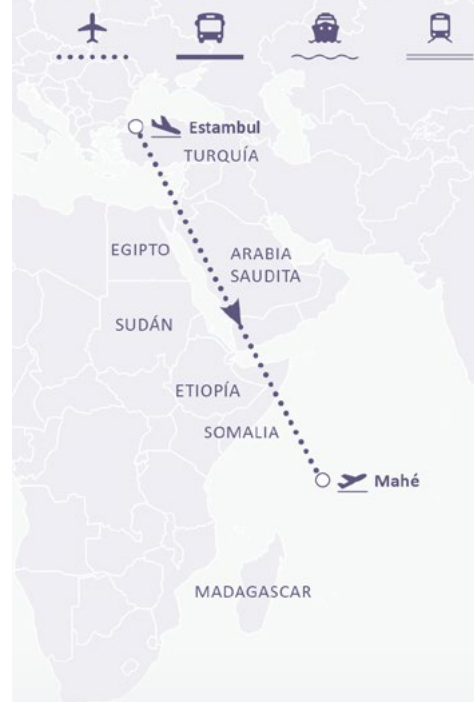 Estambul
TURQUÍA
EGIPTO
ARABIA
SAUDITA
SUDÁN
ETIOPÍA
SOMALIA
Mahé
MADAGASCAR